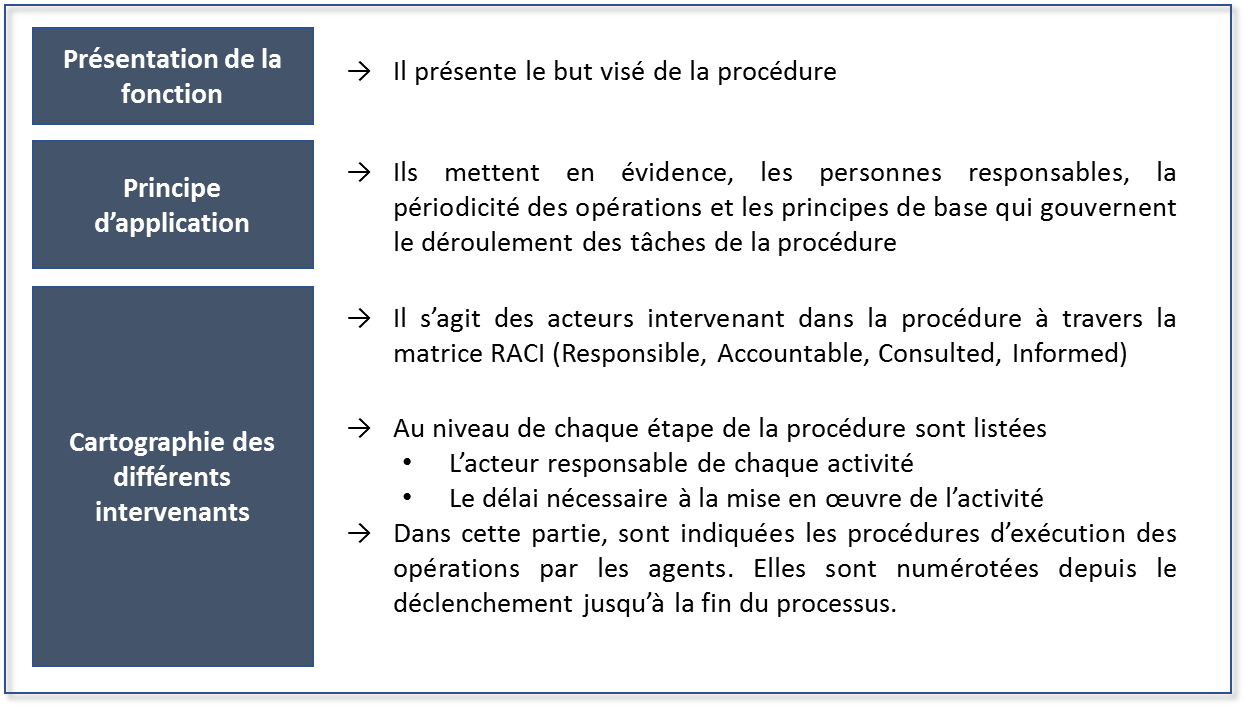 Présentation de la
fonction
→ Il présente le but visé de la procédure
Principe
d’application
→ Ils mettent en évidence, les personnes responsables, la
périodicité des opérations et les principes de base qui gouvernent
le déroulement des tâches de la procédure
Cartographie des
différents
intervenants
→ Il s’agit des acteurs intervenant dans la procédure à travers la
matrice RACI (Responsible, Accountable, Consulted, Informed)
→ Au niveau de chaque étape de la procédure sont listées
• L’acteur responsable de chaque activité
• Le délai nécessaire à la mise en œuvre de l’activité
→ Dans cette partie, sont indiquées les procédures d’exécution des
opérations par les agents. Elles sont numérotées depuis le
déclenchement jusqu’à la fin du processus.